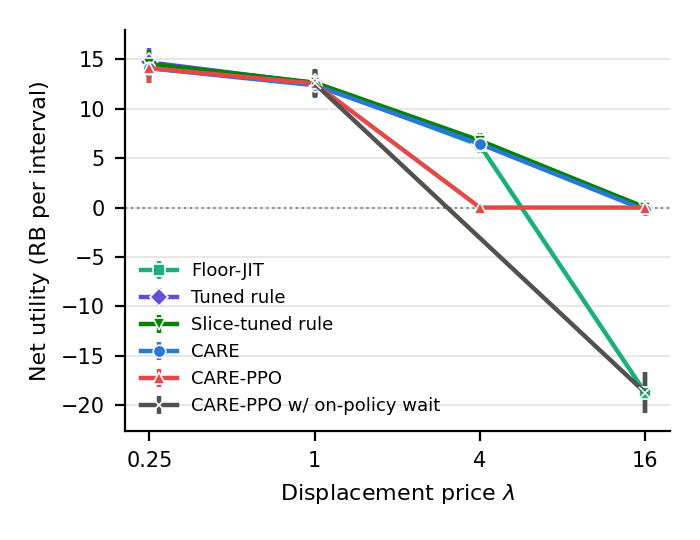 Net utility (RB per interval)
15
10
5
0
−5
−10
−15
−20
Floor-JIT
Tuned rule
Slice-tuned rule
CARE
CARE-PPO
CARE-PPO w/ on-policy wait
0.25 1 4 16
Displacement price λ